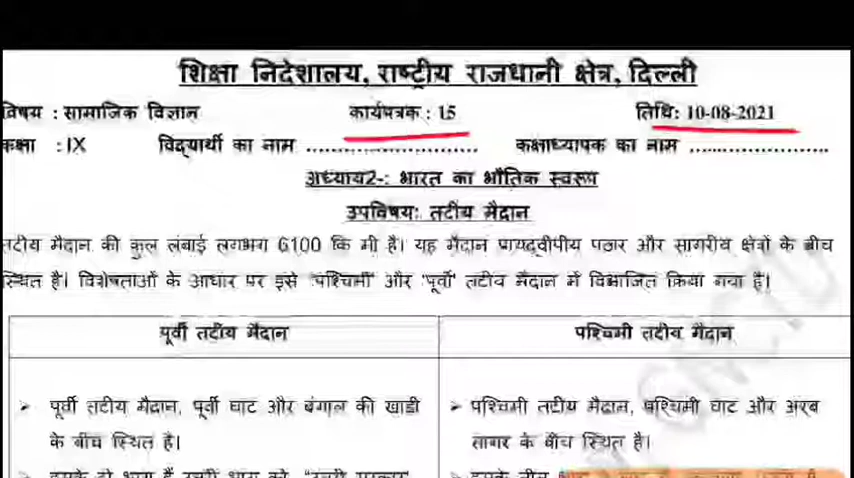 शिक्षा निदेशालय, राष्ट्रीय राजधानी क्षेत्र, दिल्ली
विषय : सामाजिक विज्ञान कार्यपत्रक : 15 तिथि: 10-08-2021
कक्षा : IX विद्यार्थी का नाम .......................... कक्षाध्यापक का नाम .....................
अध्याय2-: भारत का भौतिक स्वरूप
उपविषय: तटीय मैदान
तटीय मैदान की कुल लंबाई लगभग 6100 कि मी है। यह मैदान प्रायद्वीपीय पठार और सागरीय क्षेत्रों के बीच
स्थित है। विशेषताओं के आधार पर इसे 'पश्चिमी' और 'पूर्वी' तटीय मैदान में विभाजित किया गया है।
पूर्वी तटीय मैदान
पश्चिमी तटीय मैदान
➢ पूर्वी तटीय मैदान, पूर्वी घाट और बंगाल की खाडी
के बीच स्थित है।
➢ पश्चिमी तटीय मैदान, पश्चिमी घाट और अरब
सागर के बीच स्थित है।